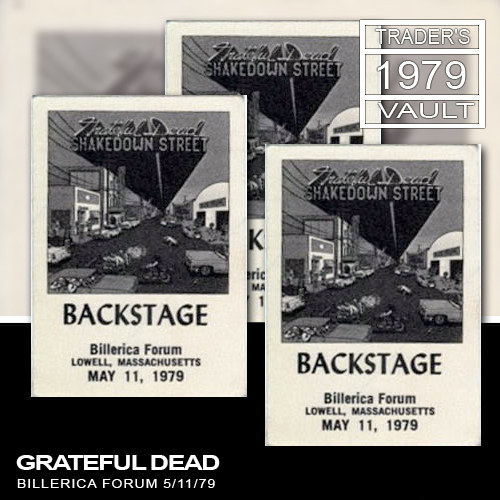 TRADER'S
1979
VAULT
Grateful Dead
SHAKEDOWN STREET
Grateful Dead
SHAKEDOWN STREET
BACKSTAGE
Billerica Forum
LOWELL, MASSACHUSETTS
MAY 11, 1979
Grateful Dead
SHAKEDOWN STREET
BACKSTAGE
Billerica Forum
LOWELL, MASSACHUSETTS
MAY 11, 1979
GRATEFUL DEAD
BILLERICA FORUM 5/11/79